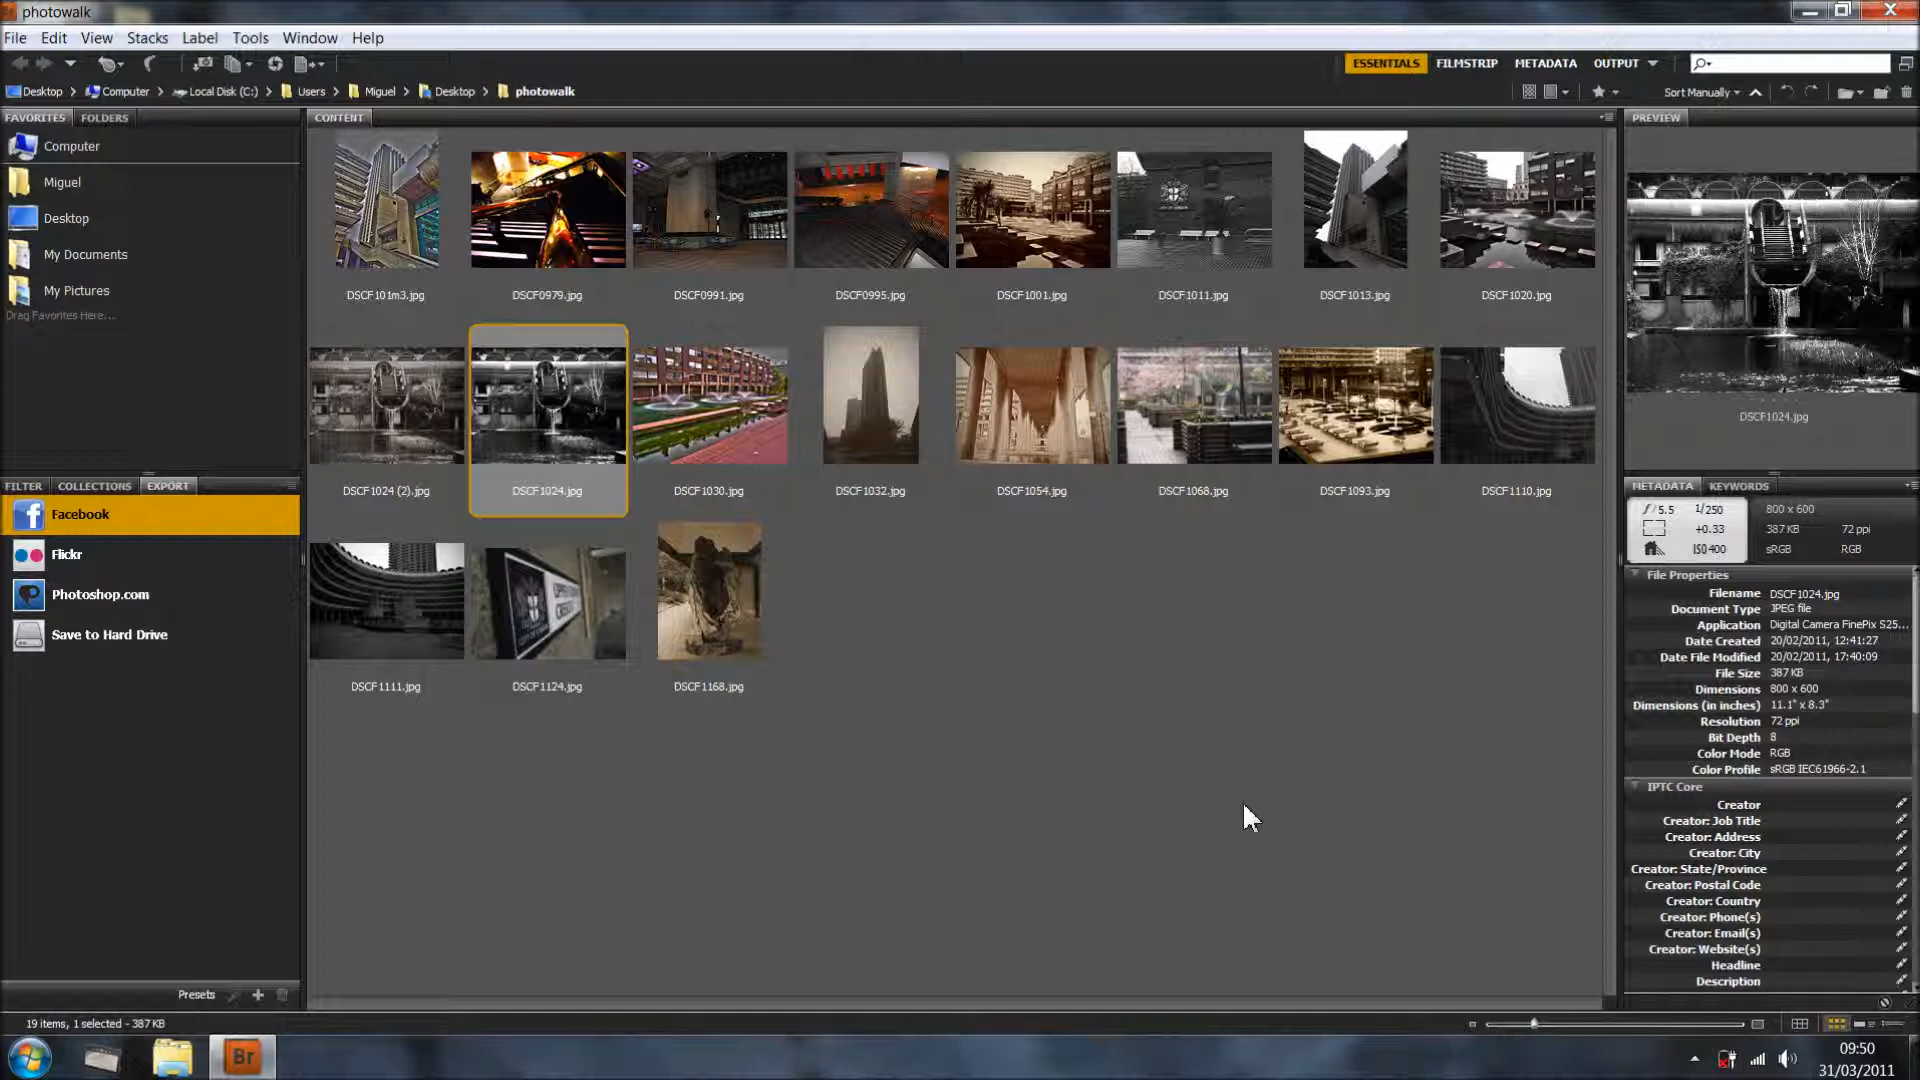 Br photowalk
File Edit View Stacks Label Tools Window Help
ESSENTIALS FILMSTRIP METADATA OUTPUT
Desktop Computer Local Disk (C:) Users Miguel Desktop photowalk
Sort Manually
FAVORITES FOLDERS
CONTENT
PREVIEW
Computer
Miguel
Desktop
My Documents
My Pictures
Drag Favorites Here...
DSCF101m3.jpg DSCF0979.jpg DSCF0991.jpg DSCF0995.jpg DSCF1001.jpg DSCF1011.jpg DSCF1013.jpg DSCF1020.jpg
DSCF1024 (2).jpg DSCF1024.jpg DSCF1030.jpg DSCF1032.jpg DSCF1054.jpg DSCF1068.jpg DSCF1093.jpg DSCF1110.jpg
DSCF1111.jpg DSCF1124.jpg DSCF1168.jpg
DSCF1024.jpg
FILTER COLLECTIONS EXPORT
Facebook
Flickr
Photoshop.com
Save to Hard Drive
Presets
METADATA KEYWORDS
f/5.5 1/250 800 x 600
+0.33 387 KB 72 ppi
ISO400 sRGB RGB
File Properties
Filename DSCF1024.jpg
Document Type JPEG file
Application Digital Camera FinePix S25...
Date Created 20/02/2011, 12:41:27
Date File Modified 20/02/2011, 17:40:09
File Size 387 KB
Dimensions 800 x 600
Dimensions (in inches) 11.1" x 8.3"
Resolution 72 ppi
Bit Depth 8
Color Mode RGB
Color Profile sRGB IEC61966-2.1
IPTC Core
Creator
Creator: Job Title
Creator: Address
Creator: City
Creator: State/Province
Creator: Postal Code
Creator: Country
Creator: Phone(s)
Creator: Email(s)
Creator: Website(s)
Headline
Description
19 items, 1 selected - 387 KB
Br
09:50
31/03/2011